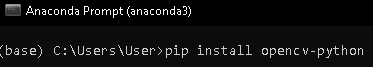 Anaconda Prompt (anaconda3)
(base) C:\Users\User>pip install opencv-python